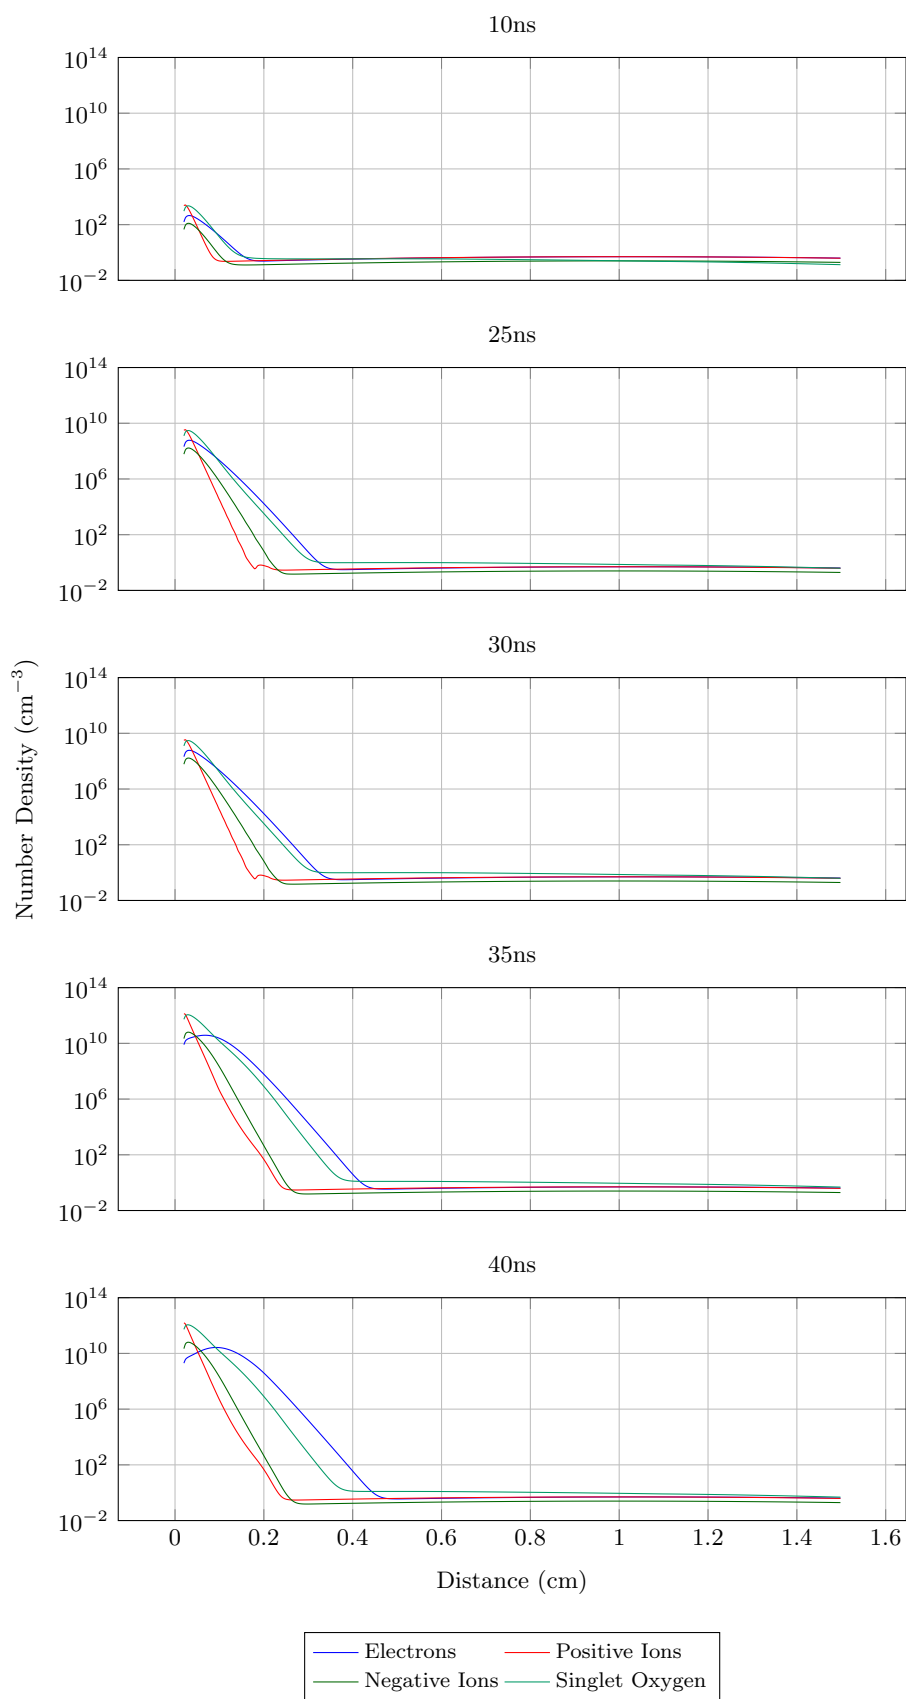 10ns
10^14
10^10
10^6
10^2
10^−2
25ns
10^14
10^10
10^6
10^2
10^−2
30ns
10^14
10^10
10^6
10^2
10^−2
Number Density (cm^−3)
35ns
10^14
10^10
10^6
10^2
10^−2
40ns
10^14
10^10
10^6
10^2
10^−2
0 0.2 0.4 0.6 0.8 1 1.2 1.4 1.6
Distance (cm)
Electrons Positive Ions
Negative Ions Singlet Oxygen